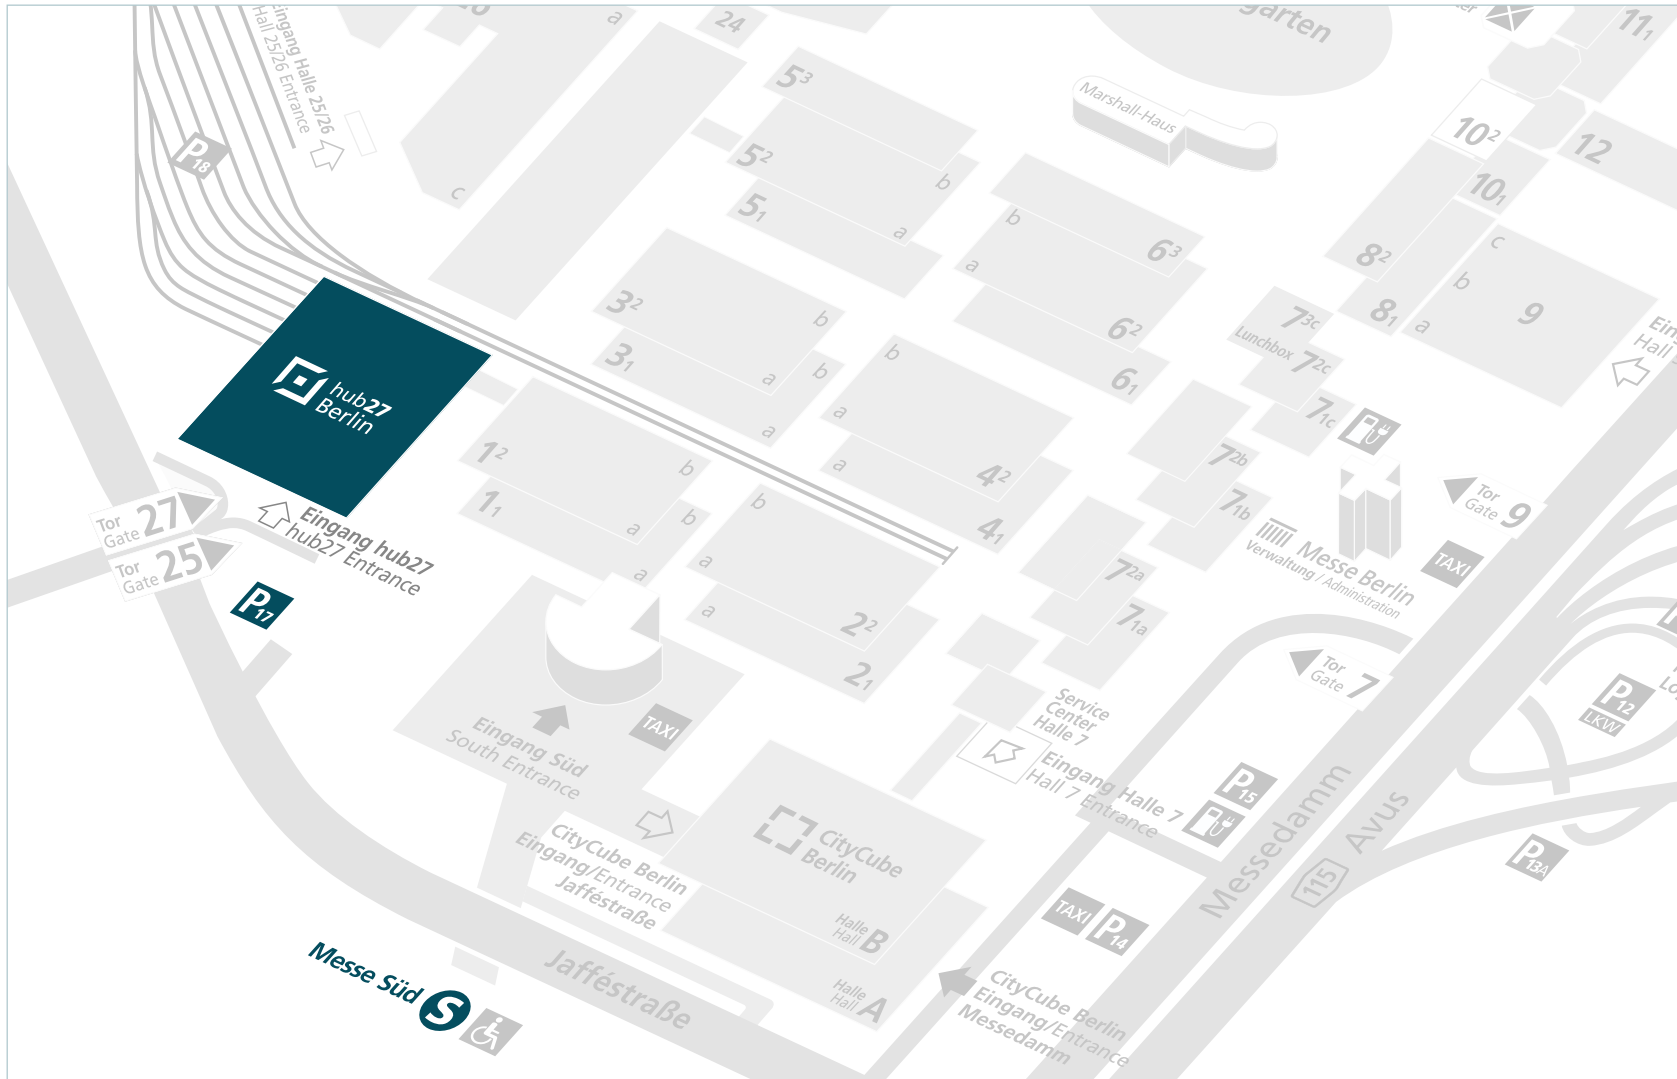 Eingang Halle 25/26
Hall 25/26 Entrance
a
24
garten
11₁
5³
Marshall-Haus
10²
12
P18
5²
b
c
10₁
5₁
a
b
6³
a
8²
c
b
9
3²
b
8₁
a
7³c
Lunchbox
6²
7²c
3₁
b
a
b
6₁
7₁c
hub27
Berlin
a
a
1²
b
a
4²
7²b
b
1₁
a
b
7₁b
4₁
Tor
Gate
9
Tor
Gate
27
Tor
Gate
25
Eingang hub27
hub27 Entrance
Messe Berlin
Verwaltung / Administration
TAXI
P17
a
a
7²a
a
2²
7₁a
2₁
Tor
Gate
7
P12
LKW
Eingang Süd
South Entrance
TAXI
Service
Center
Halle 7
Eingang Halle 7
Hall 7 Entrance
P15
Messedamm
115
Avus
P13A
CityCube
Berlin
CityCube Berlin
Eingang/Entrance
Jafféstraße
Halle
Hall
B
TAXI
P14
Halle
Hall
A
CityCube Berlin
Eingang/Entrance
Messedamm
Jafféstraße
Messe Süd
S